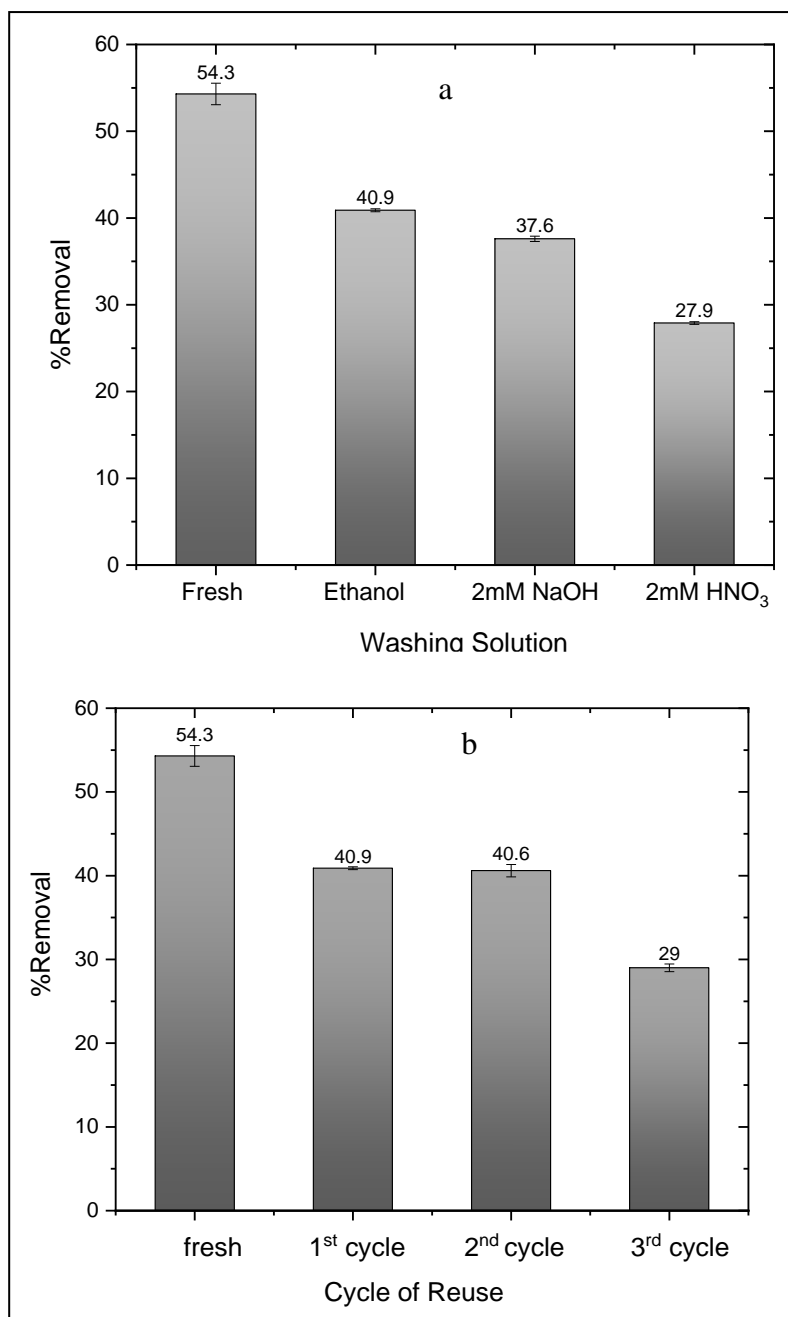 a
60
54.3
50
40.9
40
37.6
30
27.9
20
10
0
%Removal
Fresh Ethanol 2mM NaOH 2mM HNO₃
Washing Solution
b
60
54.3
50
40.9
40.6
40
30
29
20
10
0
%Removal
fresh 1ˢᵗ cycle 2ⁿᵈ cycle 3ʳᵈ cycle
Cycle of Reuse